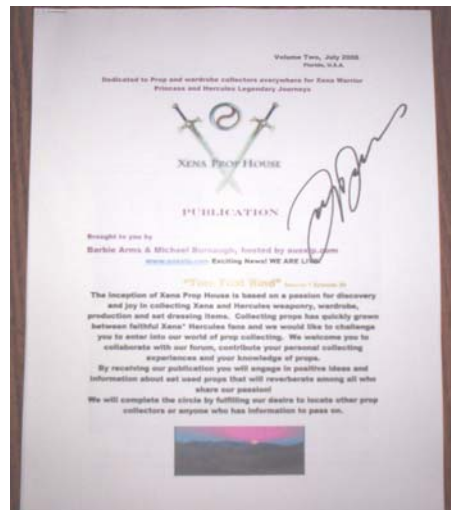 Volume Two, July 2008
Florida, U.S.A.
Dedicated to Prop and wardrobe collectors everywhere for Xena Warrior
Princess and Hercules Legendary Journeys
XENA PROP HOUSE
PUBLICATION
Brought to you by
Barbie Arms & Michael , hosted by
Exciting News! WE ARE LIVE
The inception of Xena Prop House is based on a passion for discovery
and joy in collecting Xena and Hercules weaponry, wardrobe,
production and set dressing items. Collecting props has quickly grown
between faithful Xena* Hercules fans and we would like to challenge
you to enter into our world of prop collecting. We welcome you to
collaborate with our forum, contribute your personal collecting
experiences and your knowledge of props.
By receiving our publication you will engage in positive ideas and
information about set used props that will reverberate among all who
share our passion!
We will complete the circle by fulfilling our desire to locate other prop
collectors or anyone who has information to pass on.